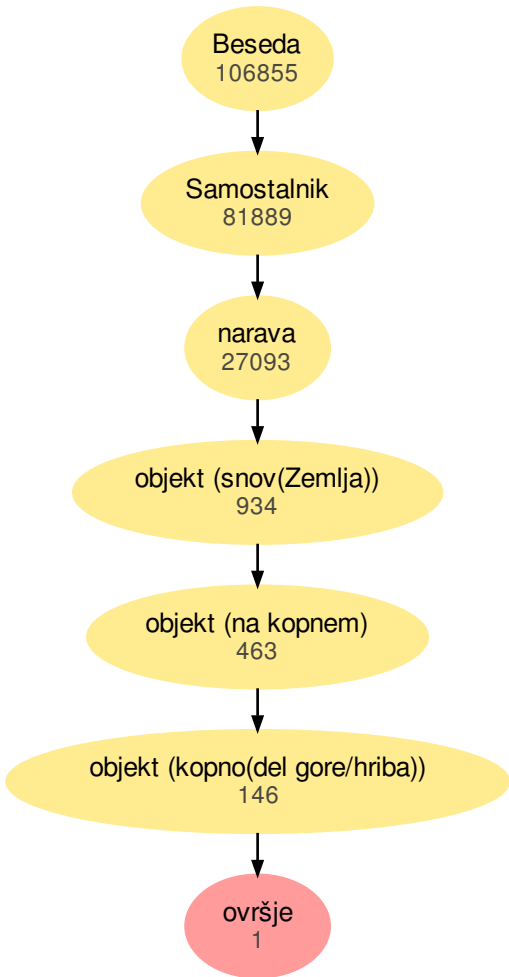 Beseda
106855
Samostalnik
81889
narava
27093
objekt (snov(Zemlja))
934
objekt (na kopnem)
463
objekt (kopno(del gore/hriba))
146
ovršje
1